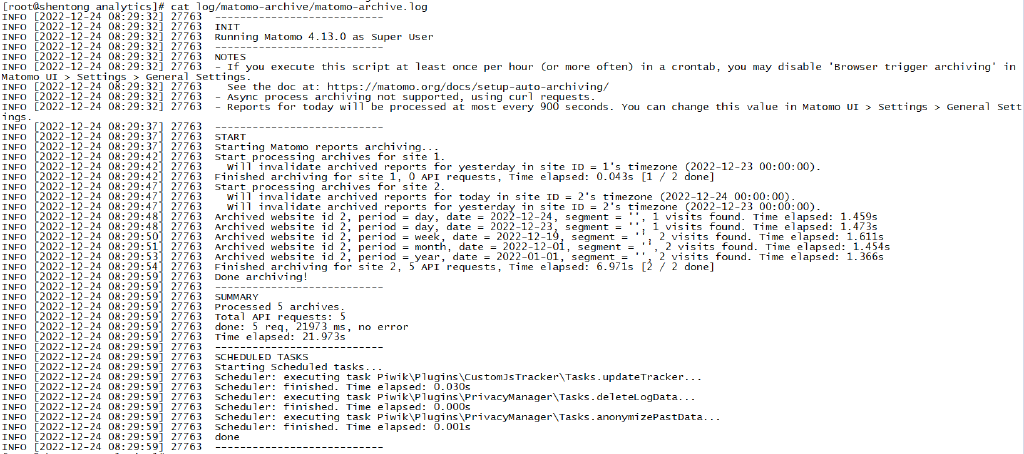 [root@shentong analytics]# cat log/matomo-archive/matomo-archive.log
INFO [2022-12-24 08:29:32] 27763  ---------------------------
INFO [2022-12-24 08:29:32] 27763  INIT
INFO [2022-12-24 08:29:32] 27763  Running Matomo 4.13.0 as Super User
INFO [2022-12-24 08:29:32] 27763  ---------------------------
INFO [2022-12-24 08:29:32] 27763  NOTES
INFO [2022-12-24 08:29:32] 27763  - If you execute this script at least once per hour (or more often) in a crontab, you may disable 'Browser trigger archiving' in
Matomo UI > Settings > General Settings.
INFO [2022-12-24 08:29:32] 27763    See the doc at: https://matomo.org/docs/setup-auto-archiving/
INFO [2022-12-24 08:29:32] 27763  - Async process archiving not supported, using curl requests.
INFO [2022-12-24 08:29:32] 27763  - Reports for today will be processed at most every 900 seconds. You can change this value in Matomo UI > Settings > General Sett
ings.
INFO [2022-12-24 08:29:37] 27763  ---------------------------
INFO [2022-12-24 08:29:37] 27763  START
INFO [2022-12-24 08:29:37] 27763  Starting Matomo reports archiving...
INFO [2022-12-24 08:29:42] 27763  Start processing archives for site 1.
INFO [2022-12-24 08:29:42] 27763    Will invalidate archived reports for yesterday in site ID = 1's timezone (2022-12-23 00:00:00).
INFO [2022-12-24 08:29:42] 27763  Finished archiving for site 1, 0 API requests, Time elapsed: 0.043s [1 / 2 done]
INFO [2022-12-24 08:29:47] 27763  Start processing archives for site 2.
INFO [2022-12-24 08:29:47] 27763    Will invalidate archived reports for today in site ID = 2's timezone (2022-12-24 00:00:00).
INFO [2022-12-24 08:29:47] 27763    Will invalidate archived reports for yesterday in site ID = 2's timezone (2022-12-23 00:00:00).
INFO [2022-12-24 08:29:48] 27763  Archived website id 2, period = day, date = 2022-12-24, segment = '', 1 visits found. Time elapsed: 1.459s
INFO [2022-12-24 08:29:48] 27763  Archived website id 2, period = day, date = 2022-12-23, segment = '', 1 visits found. Time elapsed: 1.473s
INFO [2022-12-24 08:29:50] 27763  Archived website id 2, period = week, date = 2022-12-19, segment = '', 2 visits found. Time elapsed: 1.611s
INFO [2022-12-24 08:29:51] 27763  Archived website id 2, period = month, date = 2022-12-01, segment = '', 2 visits found. Time elapsed: 1.454s
INFO [2022-12-24 08:29:53] 27763  Archived website id 2, period = year, date = 2022-01-01, segment = '', 2 visits found. Time elapsed: 1.366s
INFO [2022-12-24 08:29:54] 27763  Finished archiving for site 2, 5 API requests, Time elapsed: 6.971s [2 / 2 done]
INFO [2022-12-24 08:29:59] 27763  Done archiving!
INFO [2022-12-24 08:29:59] 27763  ---------------------------
INFO [2022-12-24 08:29:59] 27763  SUMMARY
INFO [2022-12-24 08:29:59] 27763  Processed 5 archives.
INFO [2022-12-24 08:29:59] 27763  Total API requests: 5
INFO [2022-12-24 08:29:59] 27763  done: 5 req, 21973 ms, no error
INFO [2022-12-24 08:29:59] 27763  Time elapsed: 21.973s
INFO [2022-12-24 08:29:59] 27763  ---------------------------
INFO [2022-12-24 08:29:59] 27763  SCHEDULED TASKS
INFO [2022-12-24 08:29:59] 27763  Starting Scheduled tasks...
INFO [2022-12-24 08:29:59] 27763  Scheduler: executing task Piwik\Plugins\CustomJsTracker\Tasks.updateTracker...
INFO [2022-12-24 08:29:59] 27763  Scheduler: finished. Time elapsed: 0.030s
INFO [2022-12-24 08:29:59] 27763  Scheduler: executing task Piwik\Plugins\PrivacyManager\Tasks.deleteLogData...
INFO [2022-12-24 08:29:59] 27763  Scheduler: finished. Time elapsed: 0.000s
INFO [2022-12-24 08:29:59] 27763  Scheduler: executing task Piwik\Plugins\PrivacyManager\Tasks.anonymizePastData...
INFO [2022-12-24 08:29:59] 27763  Scheduler: finished. Time elapsed: 0.001s
INFO [2022-12-24 08:29:59] 27763  done
INFO [2022-12-24 08:29:59] 27763  ---------------------------